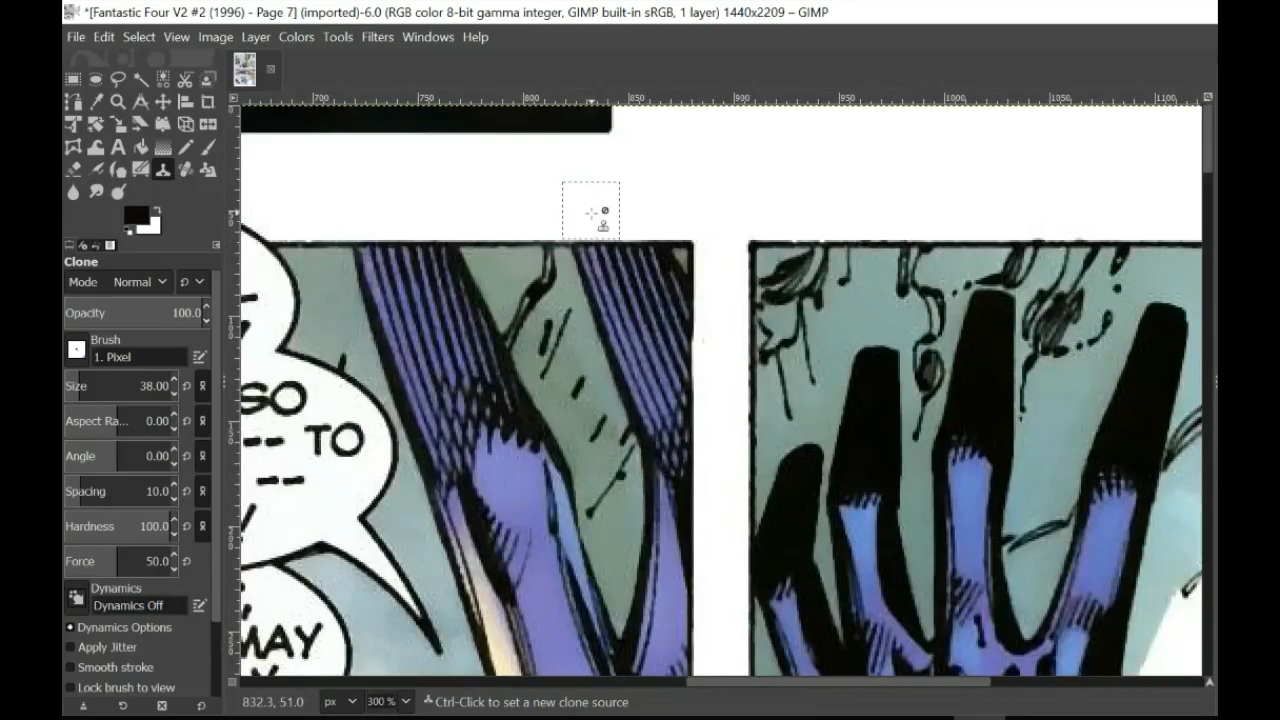 *[Fantastic Four V2 #2 (1996) - Page 7] (imported)-6.0 (RGB color 8-bit gamma integer, GIMP built-in sRGB, 1 layer) 1440x2209 – GIMP
File Edit Select View Image Layer Colors Tools Filters Windows Help
700 750 800 850 900 950 1000 1050 1100
Clone
Mode Normal
Opacity 100.0
Brush
1. Pixel
Size 38.00
Aspect Ra... 0.00
Angle 0.00
Spacing 10.0
Hardness 100.0
Force 50.0
Dynamics
Dynamics Off
Dynamics Options
Apply Jitter
Smooth stroke
Lock brush to view
SO
-- TO
--
MAY
832.3, 51.0 px 300 % Ctrl-Click to set a new clone source